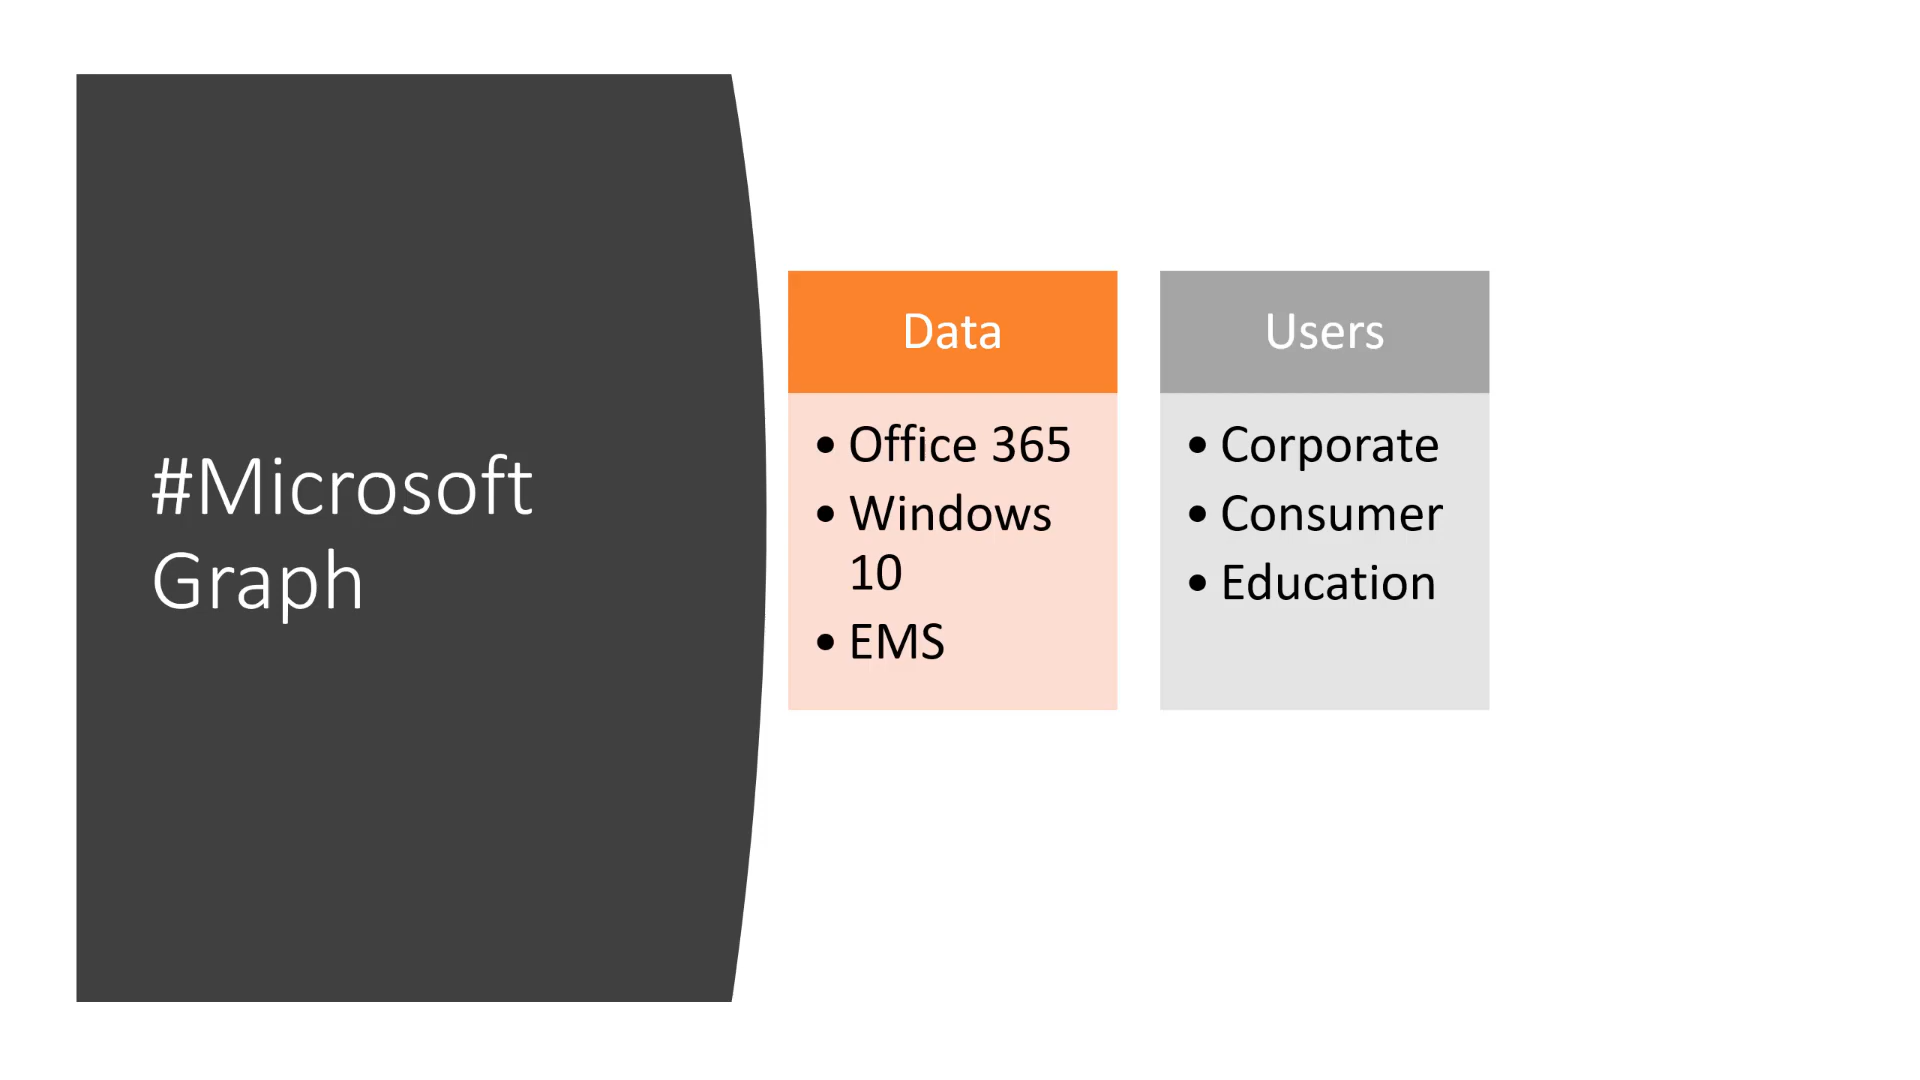 #Microsoft
Graph
Data
• Office 365
• Windows
10
• EMS
Users
• Corporate
• Consumer
• Education